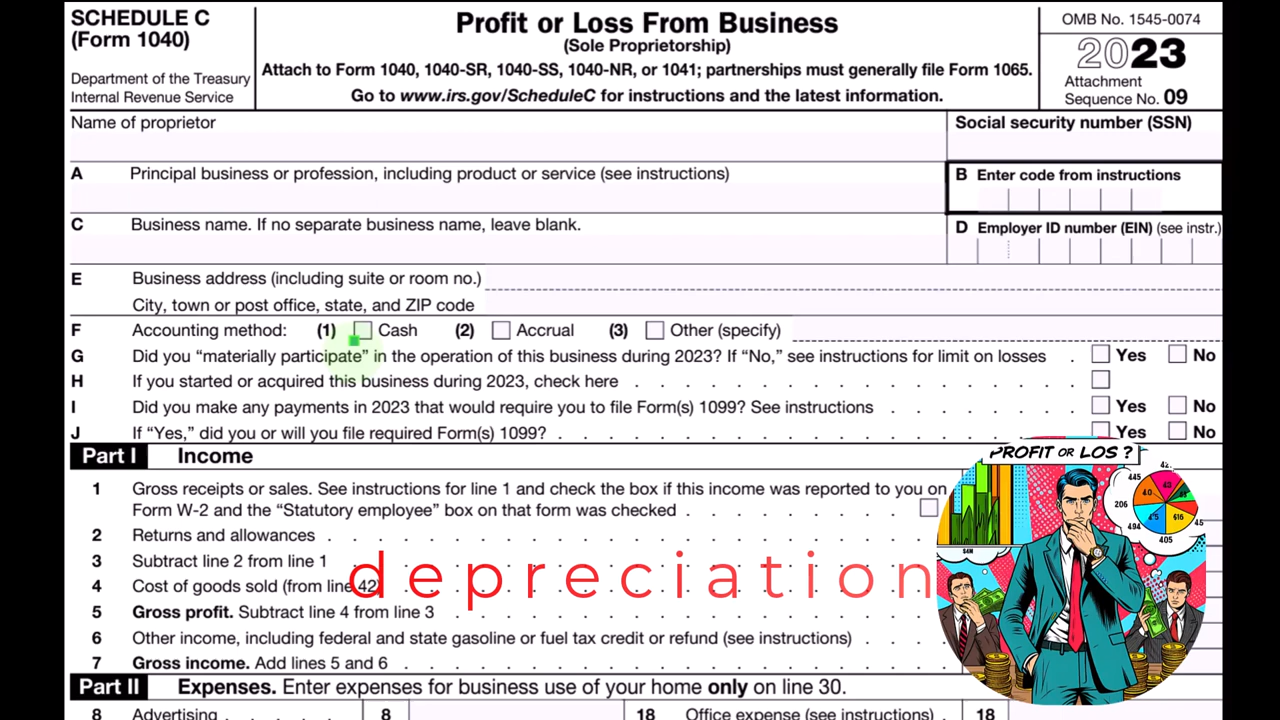 SCHEDULE C
(Form 1040)
Department of the Treasury
Internal Revenue Service
Profit or Loss From Business
(Sole Proprietorship)
Attach to Form 1040, 1040-SR, 1040-SS, 1040-NR, or 1041; partnerships must generally file Form 1065.
Go to www.irs.gov/ScheduleC for instructions and the latest information.
OMB No. 1545-0074
2023
Attachment
Sequence No. 09
Name of proprietor
Social security number (SSN)
A Principal business or profession, including product or service (see instructions)
B Enter code from instructions
C Business name. If no separate business name, leave blank.
D Employer ID number (EIN) (see instr.)
E Business address (including suite or room no.)
City, town or post office, state, and ZIP code
F Accounting method: (1) Cash (2) Accrual (3) Other (specify)
G Did you “materially participate” in the operation of this business during 2023? If “No,” see instructions for limit on losses . Yes No
H If you started or acquired this business during 2023, check here . . . . . . . . . . . . . . . . .
I Did you make any payments in 2023 that would require you to file Form(s) 1099? See instructions . . . . . . . Yes No
J If “Yes,” did you or will you file required Form(s) 1099? . . . . . . . . . . . . . . . . . Yes No
Part I Income
1 Gross receipts or sales. See instructions for line 1 and check the box if this income was reported to you on
Form W-2 and the “Statutory employee” box on that form was checked . . . . . . . .
2 Returns and allowances . . . . . . . . . . . . . . . .
3 Subtract line 2 from line 1 . . . . . . . . . . . . . . .
4 Cost of goods sold (from line 42) . . . . . . . . . . . . . .
depreciation
5 Gross profit. Subtract line 4 from line 3 . . . . . . . . . . . . .
6 Other income, including federal and state gasoline or fuel tax credit or refund (see instructions) . . .
7 Gross income. Add lines 5 and 6 . . . . . . . . . . . . . .
PROFIT OR LOS ?
445
40
206
494
405
$16
45
Part II Expenses. Enter expenses for business use of your home only on line 30.
8 Advertising . . . . . 8
18 Office expense (see instructions) . 18